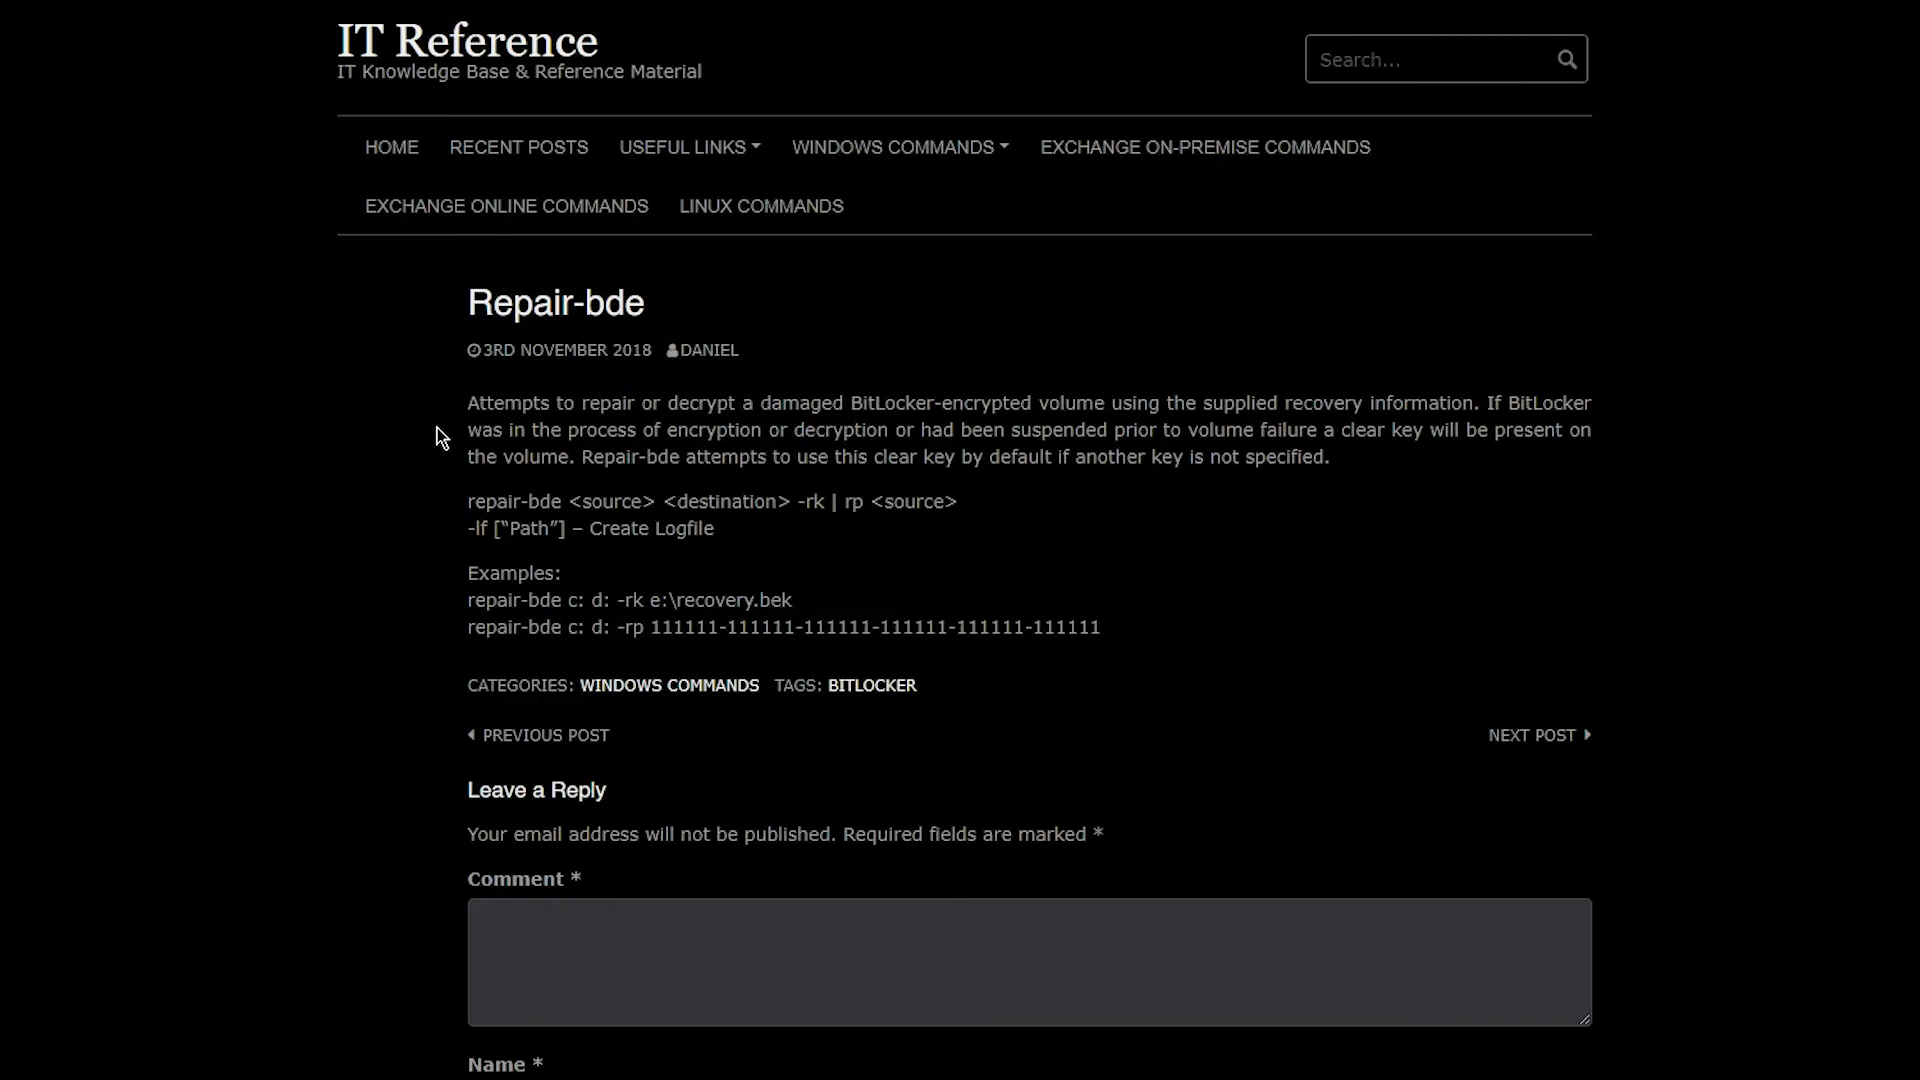 IT Reference
IT Knowledge Base & Reference Material
Search...
HOME RECENT POSTS USEFUL LINKS WINDOWS COMMANDS EXCHANGE ON-PREMISE COMMANDS
EXCHANGE ONLINE COMMANDS LINUX COMMANDS
Repair-bde
3RD NOVEMBER 2018 DANIEL
Attempts to repair or decrypt a damaged BitLocker-encrypted volume using the supplied recovery information. If BitLocker
was in the process of encryption or decryption or had been suspended prior to volume failure a clear key will be present on
the volume. Repair-bde attempts to use this clear key by default if another key is not specified.
repair-bde <source> <destination> -rk | rp <source>
-lf [“Path”] – Create Logfile
Examples:
repair-bde c: d: -rk e:\recovery.bek
repair-bde c: d: -rp 111111-111111-111111-111111-111111-111111
CATEGORIES: WINDOWS COMMANDS TAGS: BITLOCKER
PREVIOUS POST
NEXT POST
Leave a Reply
Your email address will not be published. Required fields are marked *
Comment *
Name *